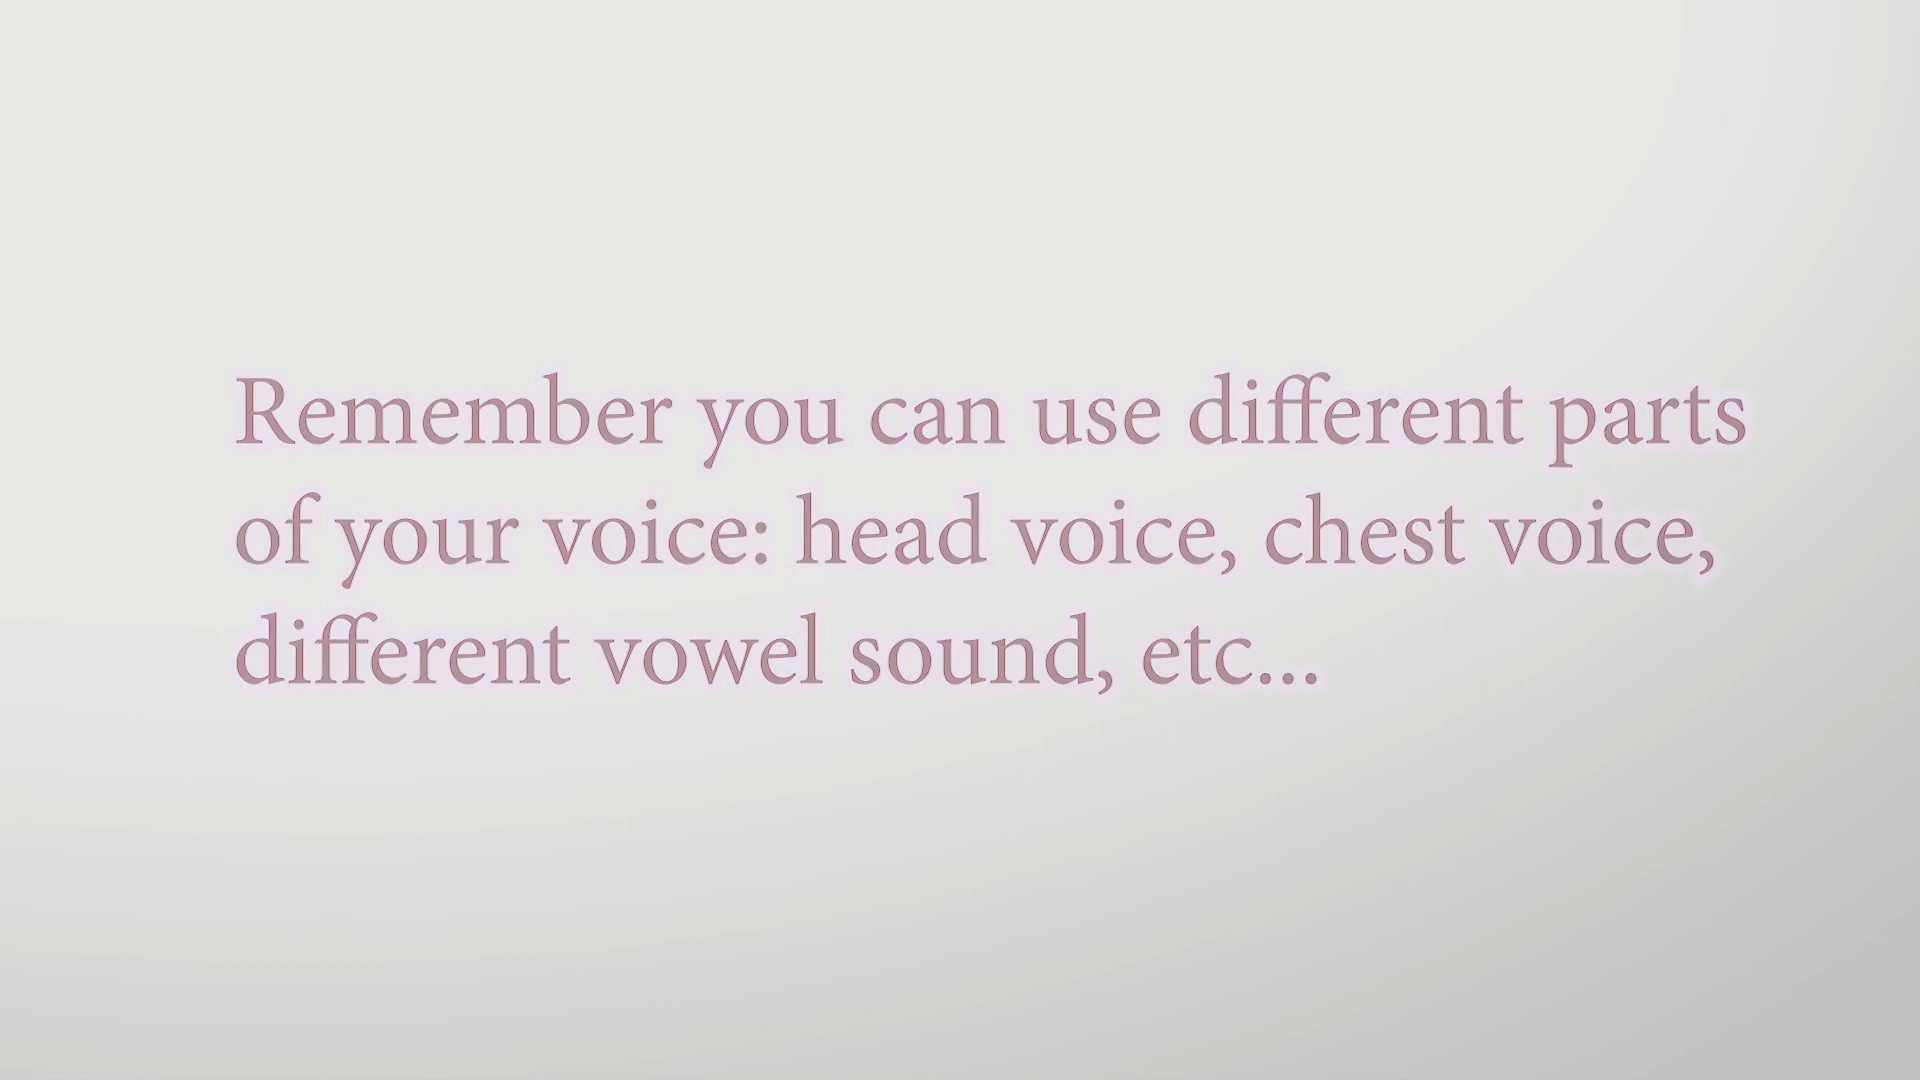 Remember you can use different parts
of your voice: head voice, chest voice,
different vowel sound, etc...